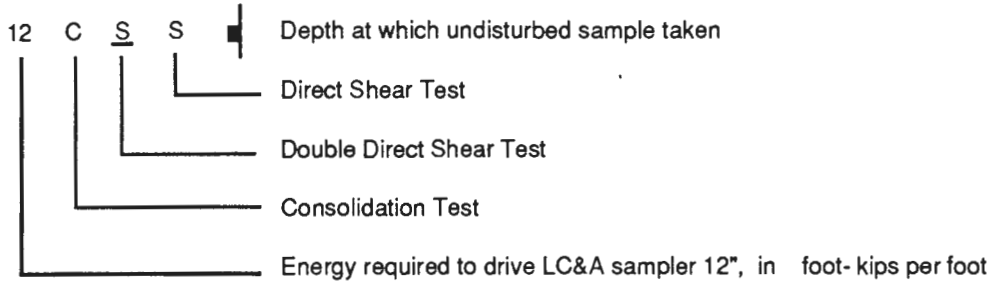 12 C S S Depth at which undisturbed sample taken
Direct Shear Test
Double Direct Shear Test
Consolidation Test
Energy required to drive LC&A sampler 12", in foot- kips per foot